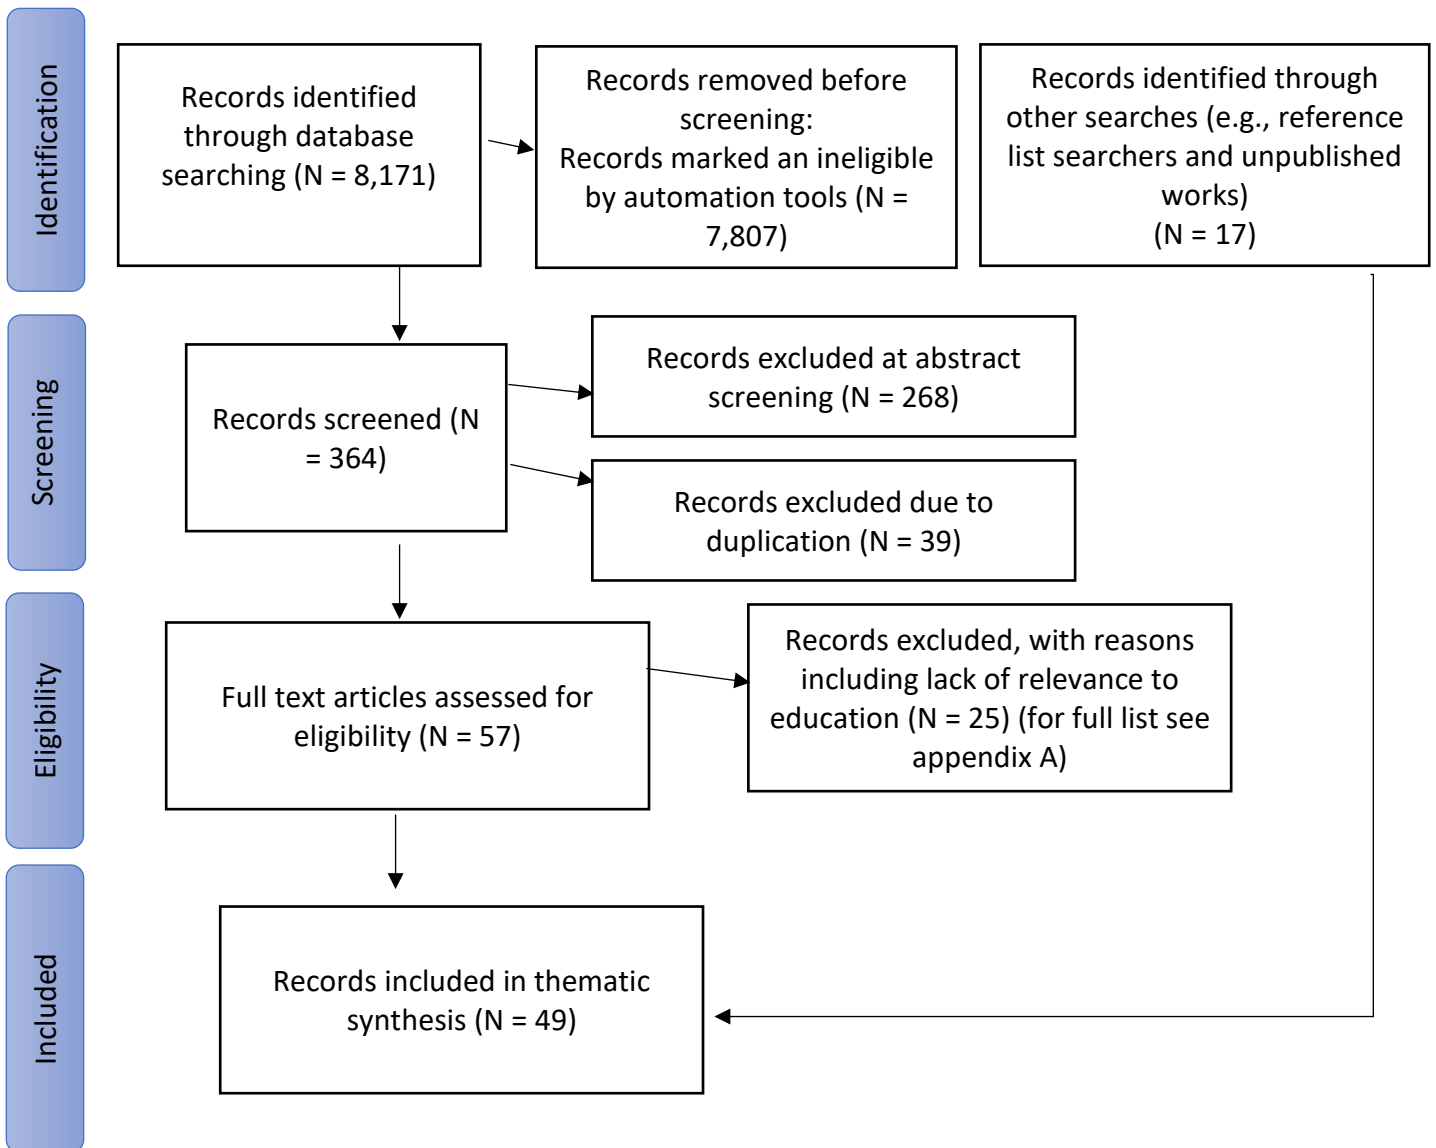 Identification
Records identified
through database
searching (N = 8,171)
Records removed before
screening:
Records marked an ineligible
by automation tools (N =
7,807)
Records identified through
other searches (e.g., reference
list searchers and unpublished
works)
(N = 17)
Screening
Records screened (N
= 364)
Records excluded at abstract
screening (N = 268)
Records excluded due to
duplication (N = 39)
Eligibility
Full text articles assessed for
eligibility (N = 57)
Records excluded, with reasons
including lack of relevance to
education (N = 25) (for full list see
appendix A)
Included
Records included in thematic
synthesis (N = 49)